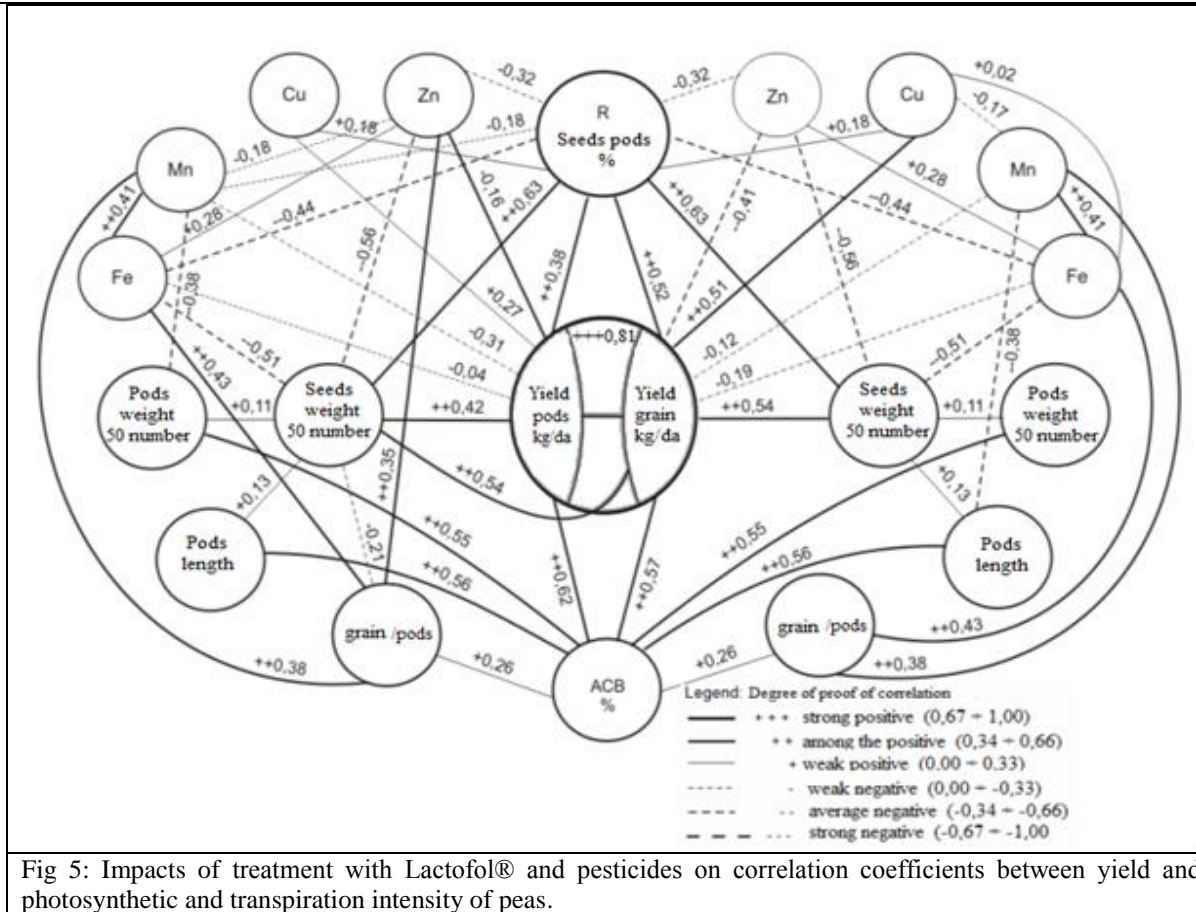 Cu
Zn
-0,32
R
Seeds pods
%
-0,32
Zn
Cu
+0,02
-0,17
Mn
-0,18
+0,18
-0,18
+0,18
Mn
++0,41
+0,28
--0,44
-0,16
++0,63
++0,63
--0,41
--0,44
+0,28
++0,41
Fe
--0,38
--0,56
+0,27
++0,38
++0,52
++0,51
--0,56
--0,38
Fe
--0,51
-0,31
-0,04
+++0,81
-0,12
-0,19
--0,51
Pods
weight
50 number
+0,11
Seeds
weight
50 number
++0,42
Yield
pods
kg/da
Yield
grain
kg/da
++0,54
Seeds
weight
50 number
+0,11
Pods
weight
50 number
++0,43
++0,35
++0,54
+0,13
-0,21
+0,13
Pods
length
++0,55
++0,56
++0,62
++0,57
++0,55
++0,56
Pods
length
grain /pods
grain /pods
++0,43
++0,38
+0,26
ACB
%
+0,26
++0,38
Legend: Degree of proof of correlation
+ + + strong positive (0,67 ÷ 1,00)
+ + among the positive (0,34 ÷ 0,66)
+ weak positive (0,00 ÷ 0,33)
- weak negative (0,00 ÷ -0,33)
- - average negative (-0,34 ÷ -0,66)
- - - strong negative (-0,67 ÷ -1,00
Fig 5: Impacts of treatment with Lactofol® and pesticides on correlation coefficients between yield and
photosynthetic and transpiration intensity of peas.